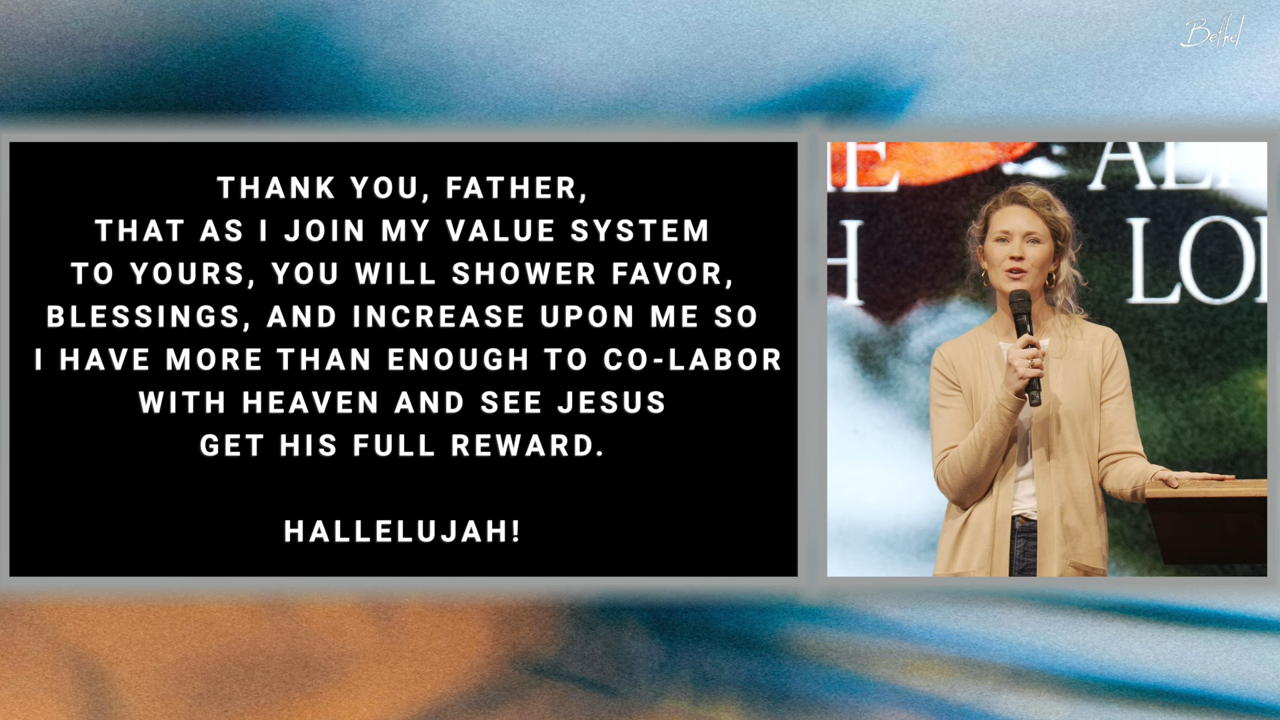 Bethel
THANK YOU, FATHER,
THAT AS I JOIN MY VALUE SYSTEM
TO YOURS, YOU WILL SHOWER FAVOR,
BLESSINGS, AND INCREASE UPON ME SO
I HAVE MORE THAN ENOUGH TO CO-LABOR
WITH HEAVEN AND SEE JESUS
GET HIS FULL REWARD.
HALLELUJAH!